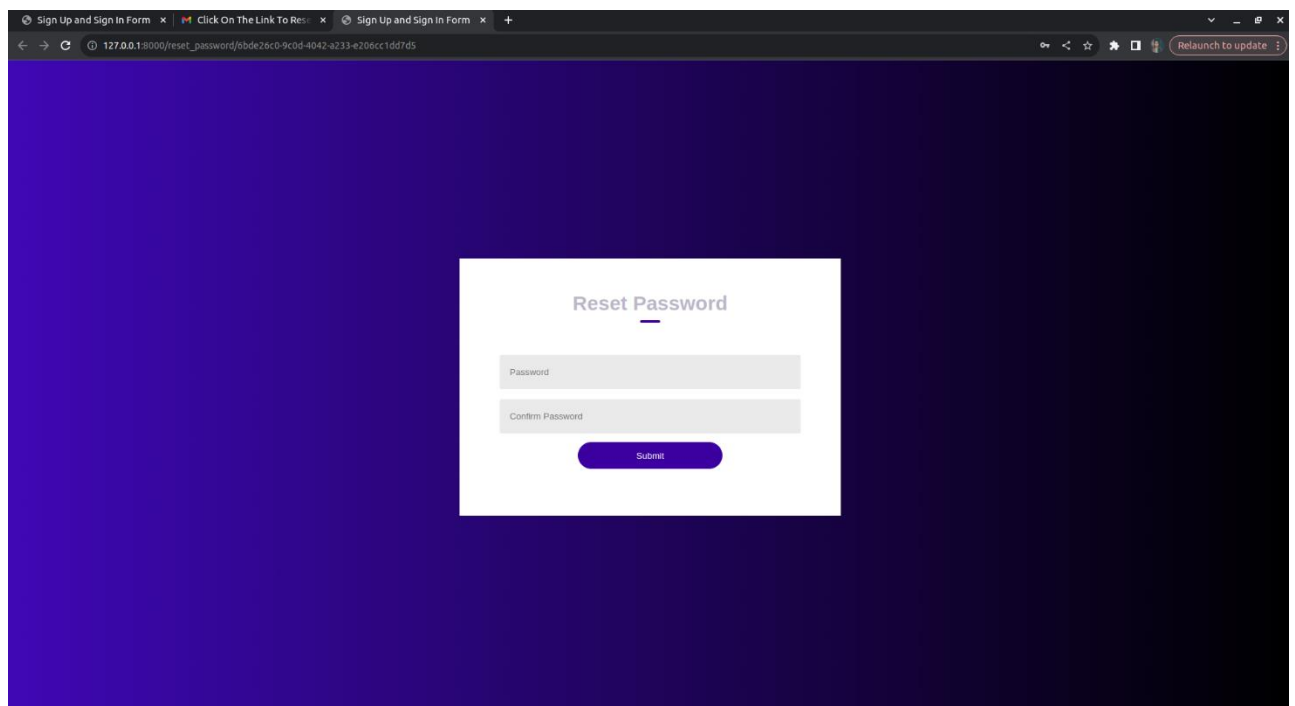 Sign Up and Sign In Form
Click On The Link To Rese
Sign Up and Sign In Form
127.0.0.1:8000/reset_password/6bde26c0-9c0d-4042-a233-e206cc1dd7d5
Relaunch to update
Reset Password
Password
Confirm Password
Submit